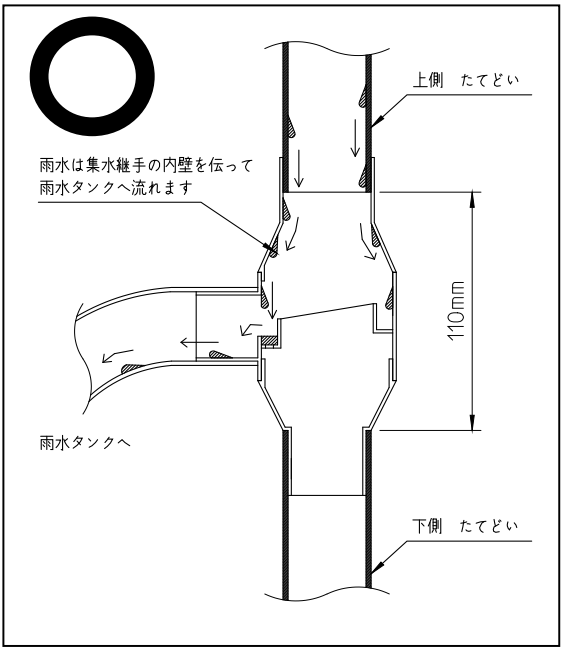 上側　たてどい
雨水は集水継手の内壁を伝って
雨水タンクへ流れます
110mm
雨水タンクへ
下側　たてどい